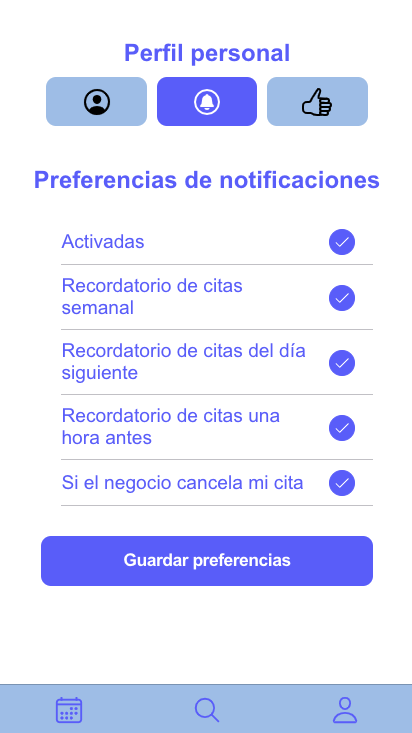 Perfil personal
Preferencias de notificaciones
Activadas
Recordatorio de citas
semanal
Recordatorio de citas del día
siguiente
Recordatorio de citas una
hora antes
Si el negocio cancela mi cita
Guardar preferencias